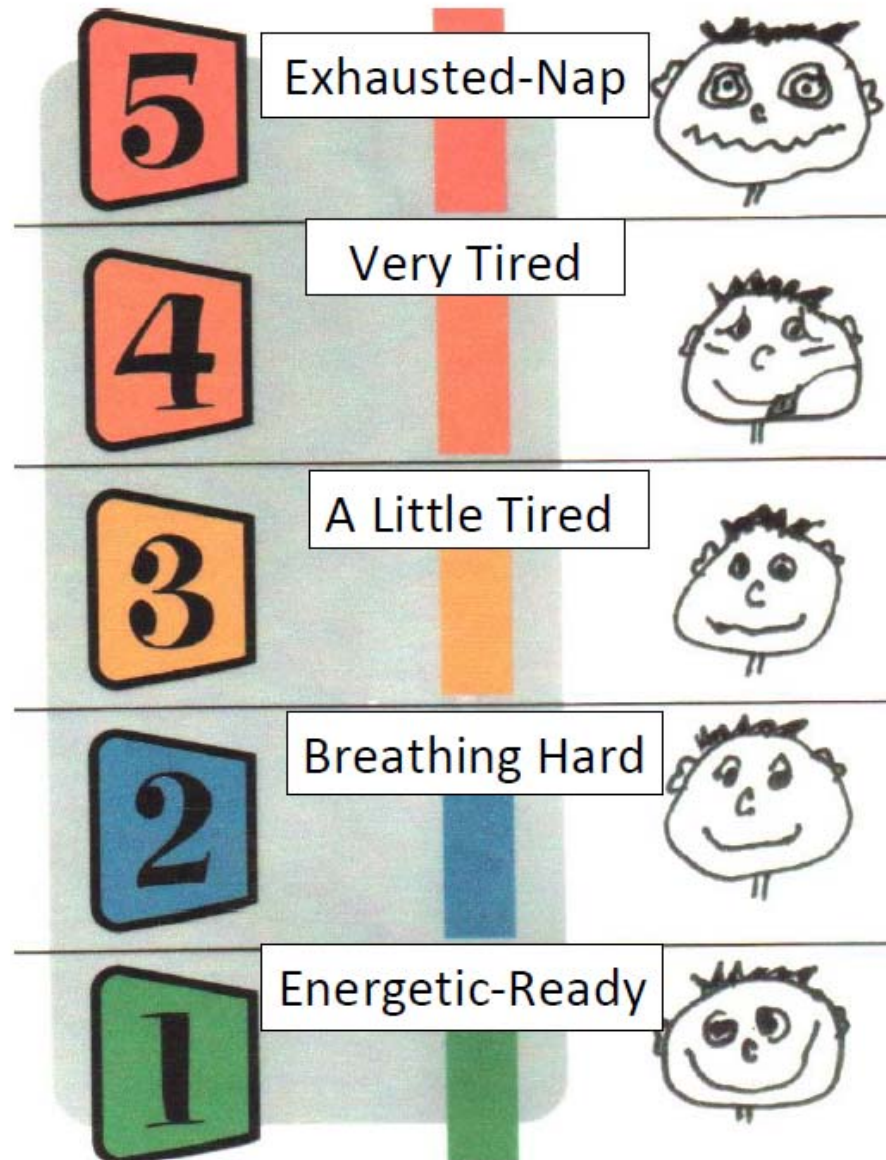 5
Exhausted-Nap
4
Very Tired
3
A Little Tired
2
Breathing Hard
1
Energetic-Ready